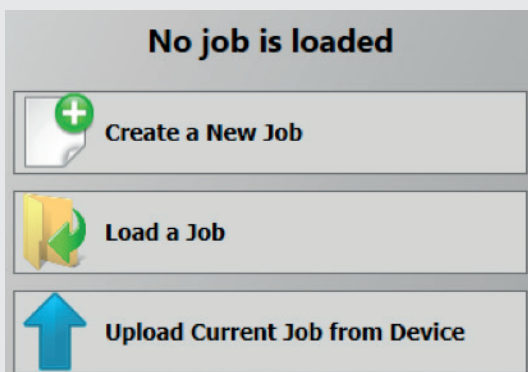 No job is loaded
Create a New Job
Load a Job
Upload Current Job from Device